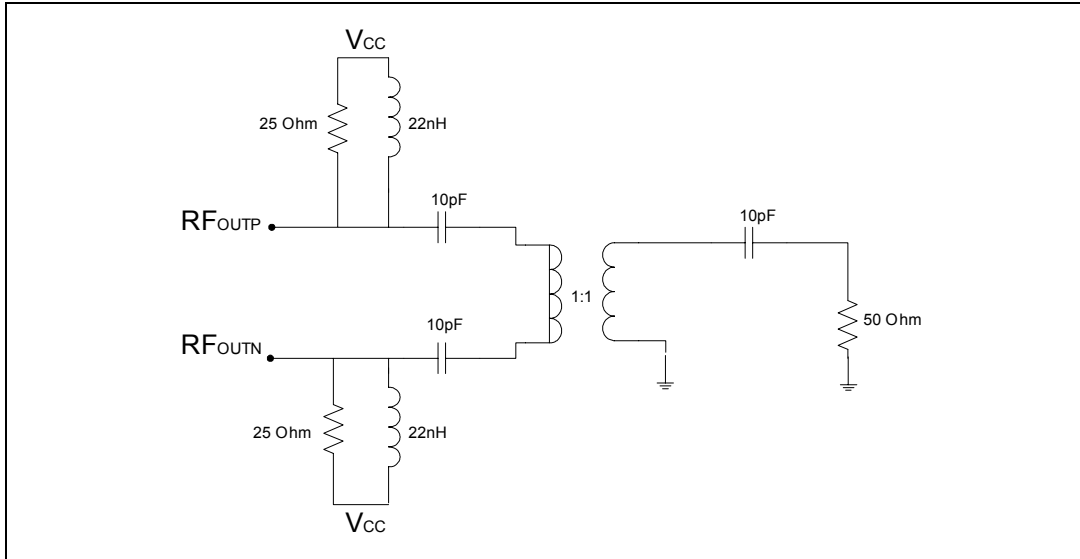 VCC
25 Ohm
22nH
10pF
10pF
RFOUTP
1:1
50 Ohm
10pF
RFOUTN
25 Ohm
22nH
VCC